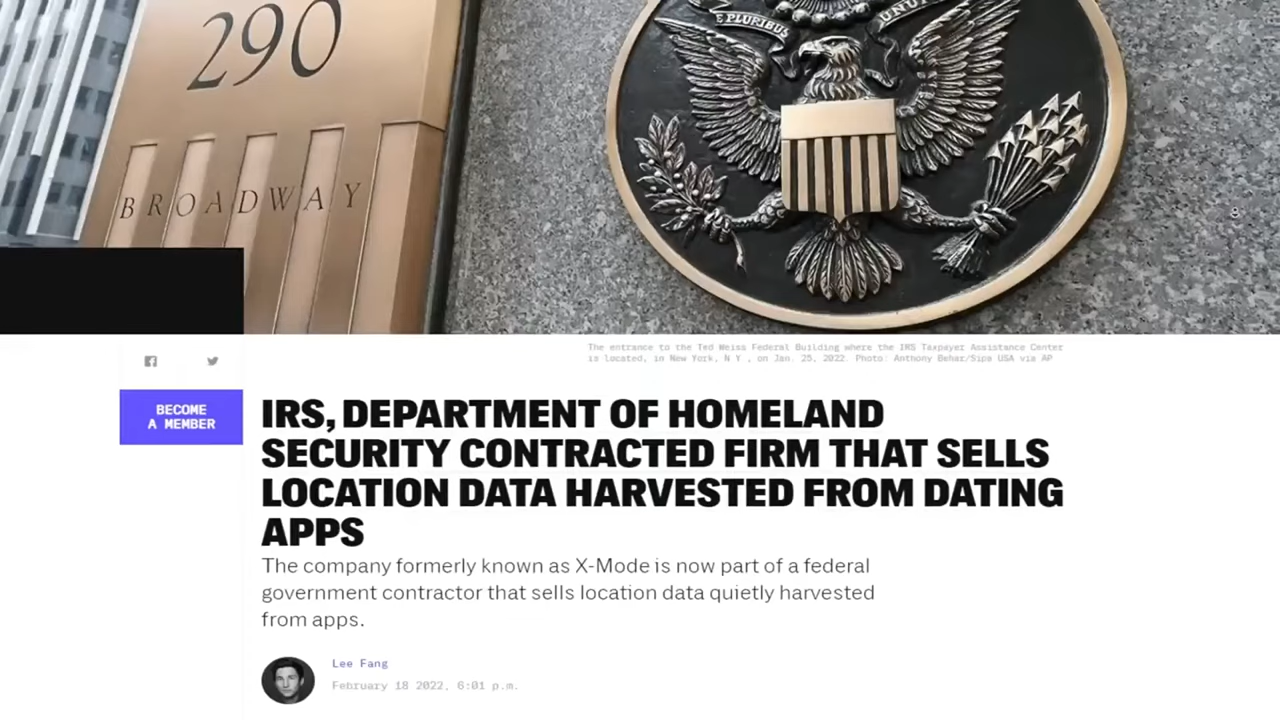 290
BROADWAY
E PLURIBUS
UNUM
The entrance to the Ted Weiss Federal Building where the IRS Taxpayer Assistance Center
is located, in New York, N Y , on Jan. 25, 2022. Photo: Anthony Behar/Sipa USA via AP
BECOME
A MEMBER
IRS, DEPARTMENT OF HOMELAND
SECURITY CONTRACTED FIRM THAT SELLS
LOCATION DATA HARVESTED FROM DATING
APPS
The company formerly known as X-Mode is now part of a federal
government contractor that sells location data quietly harvested
from apps.
Lee Fang
February 18 2022, 6:01 p.m.